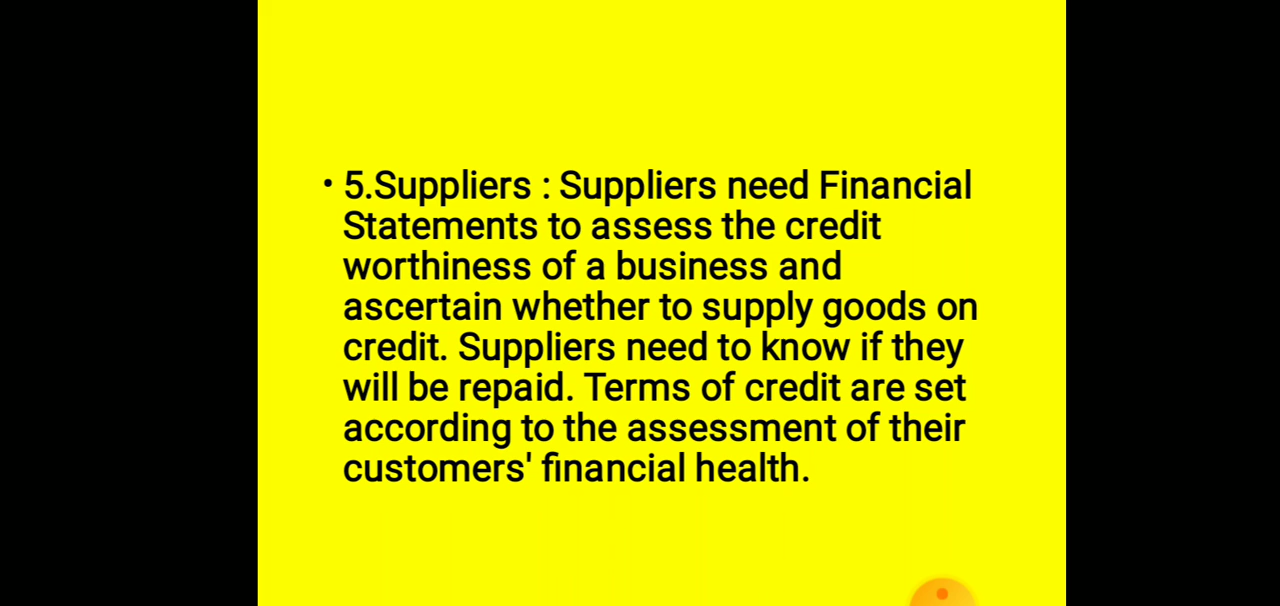 • 5.Suppliers : Suppliers need Financial
Statements to assess the credit
worthiness of a business and
ascertain whether to supply goods on
credit. Suppliers need to know if they
will be repaid. Terms of credit are set
according to the assessment of their
customers' financial health.